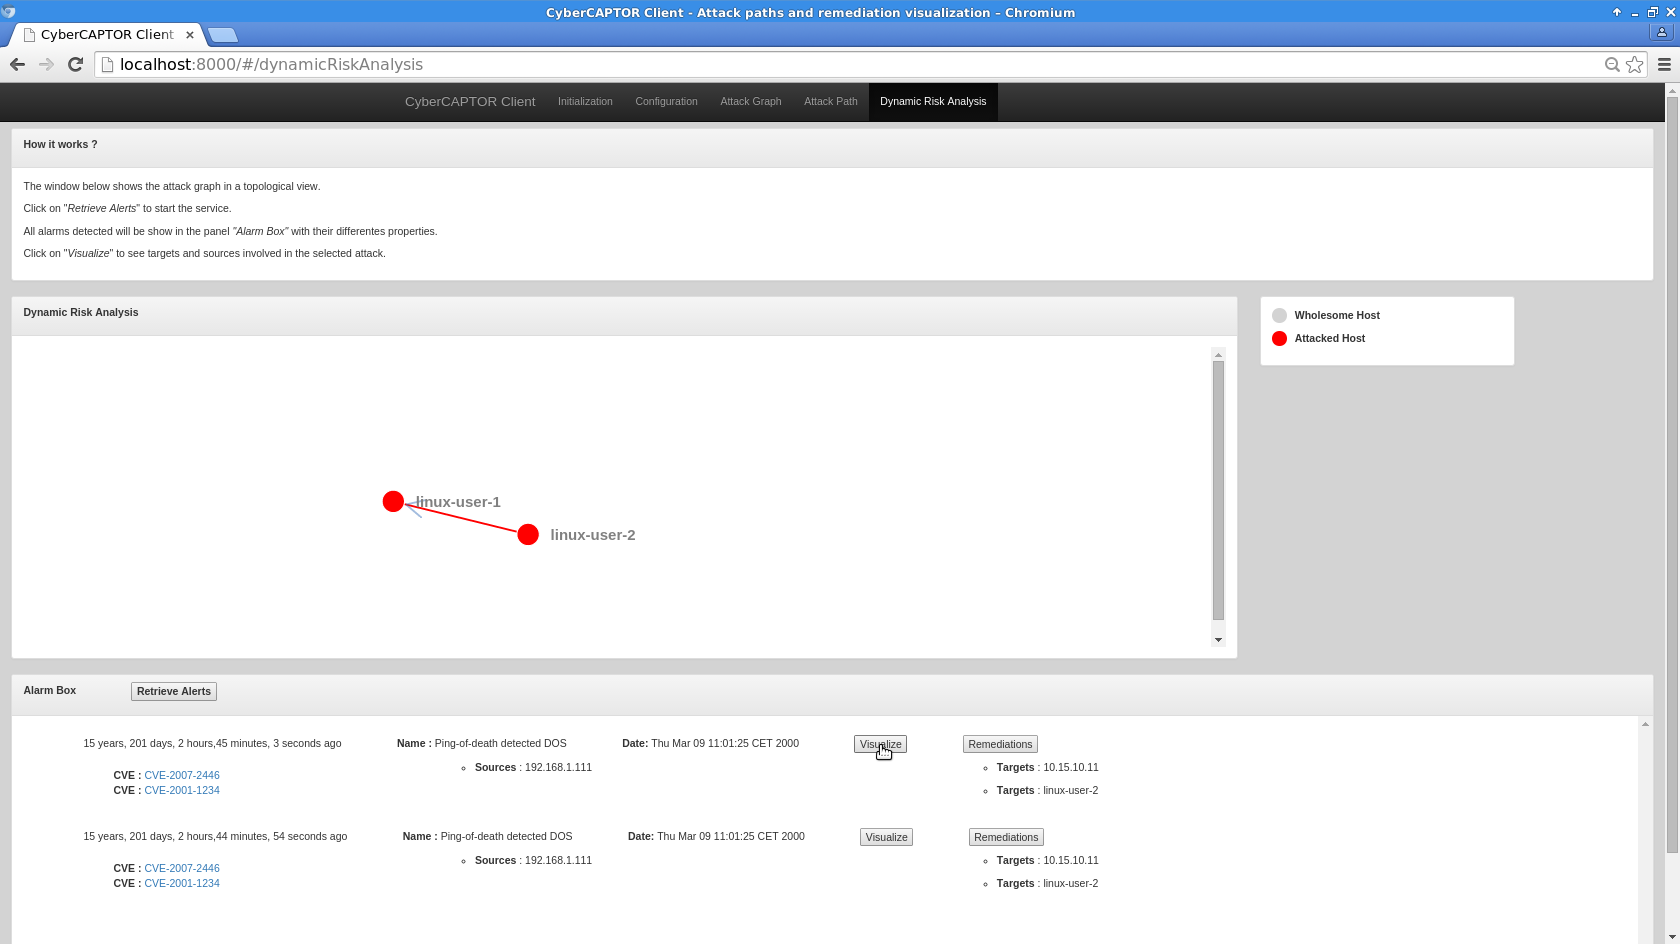 CyberCAPTOR Client - Attack paths and remediation visualization - Chromium
CyberCAPTOR Client
localhost:8000/#/dynamicRiskAnalysis
CyberCAPTOR Client Initialization Configuration Attack Graph Attack Path Dynamic Risk Analysis
How it works ?
The window below shows the attack graph in a topological view.
Click on "Retrieve Alerts" to start the service.
All alarms detected will be show in the panel "Alarm Box" with their differentes properties.
Click on "Visualize" to see targets and sources involved in the selected attack.
Dynamic Risk Analysis
Wholesome Host
Attacked Host
linux-user-1
linux-user-2
Alarm Box Retrieve Alerts
15 years, 201 days, 2 hours,45 minutes, 3 seconds ago Name : Ping-of-death detected DOS Date: Thu Mar 09 11:01:25 CET 2000 Visualize Remediations
Sources : 192.168.1.111 Targets : 10.15.10.11
CVE : CVE-2007-2446
CVE : CVE-2001-1234 Targets : linux-user-2
15 years, 201 days, 2 hours,44 minutes, 54 seconds ago Name : Ping-of-death detected DOS Date: Thu Mar 09 11:01:25 CET 2000 Visualize Remediations
Sources : 192.168.1.111 Targets : 10.15.10.11
CVE : CVE-2007-2446
CVE : CVE-2001-1234 Targets : linux-user-2